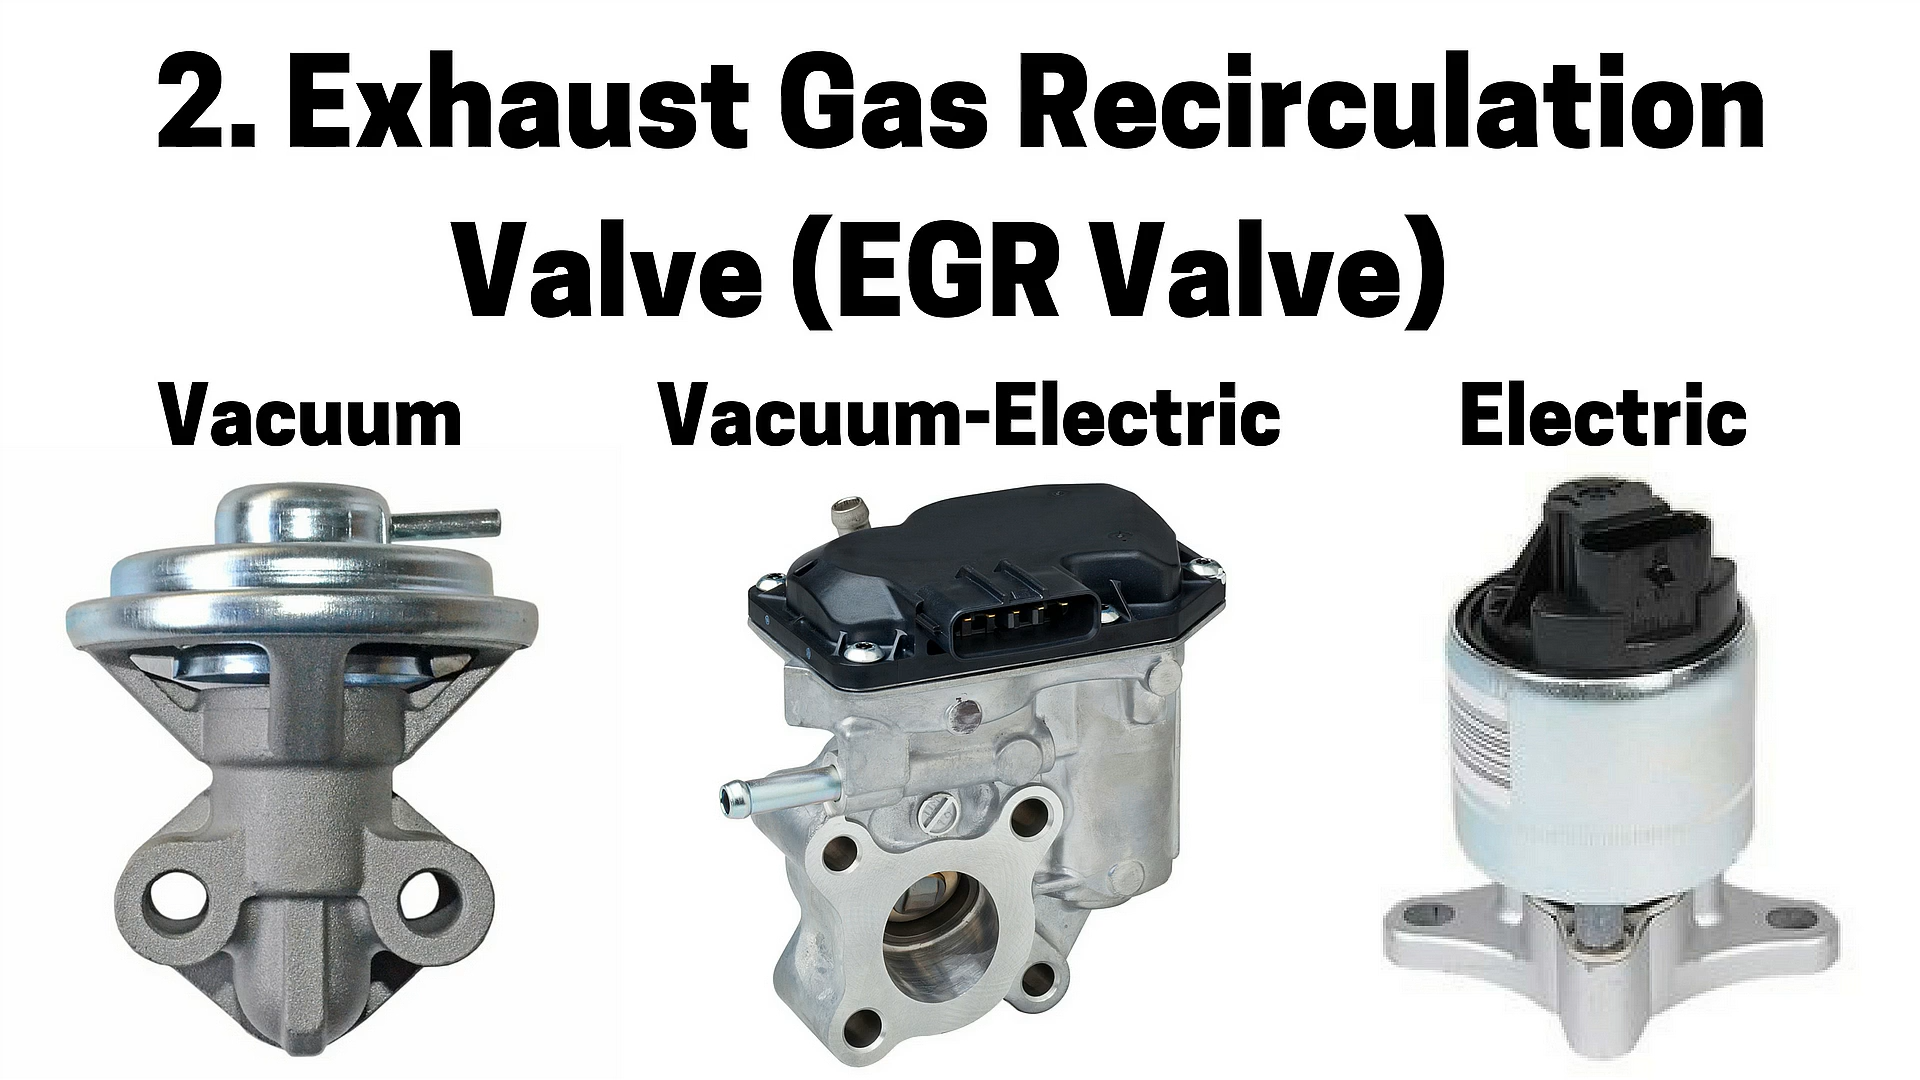 2. Exhaust Gas Recirculation
Valve (EGR Valve)
Vacuum
Vacuum-Electric
Electric